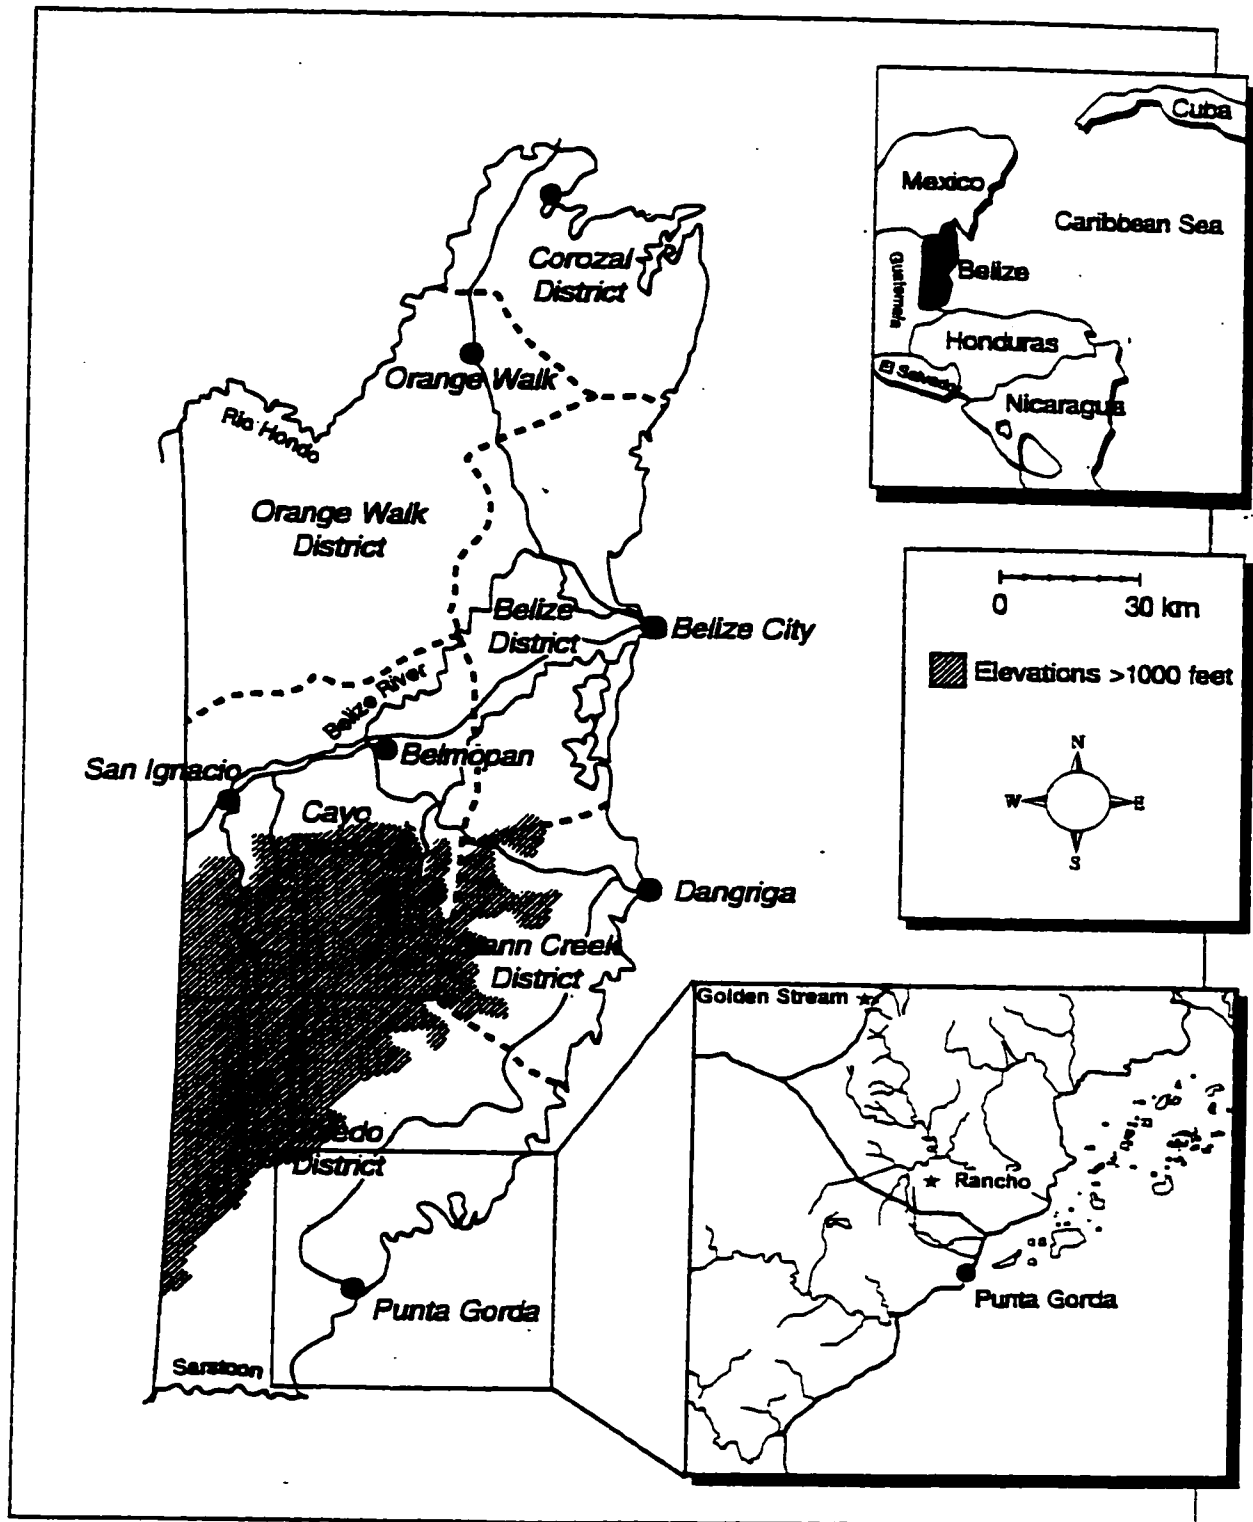 Corozal
District
Orange Walk
Rio Hondo
Orange Walk
District
Belize
District
Belize City
Belize River
Belmopan
San Ignacio
Cayo
Dangriga
ann Creek
District
edo
District
Punta Gorda
Sarstoon
Cuba
Mexico
Caribbean Sea
Guatemala
Belize
Honduras
El Salvador
Nicaragua
0 30 km
Elevations >1000 feet
N
W E
S
Golden Stream
Rancho
Punta Gorda